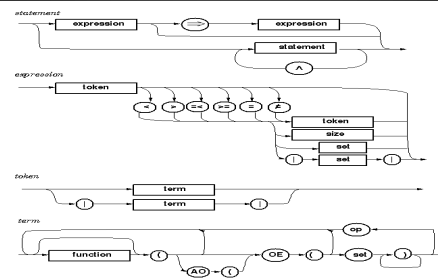 statement
expression ⇒ expression
statement
∧
expression
token
< > =< >= = ≠
token
size
set
| set |
token
term
| term |
term
op
function ( OE ( set )
AO (